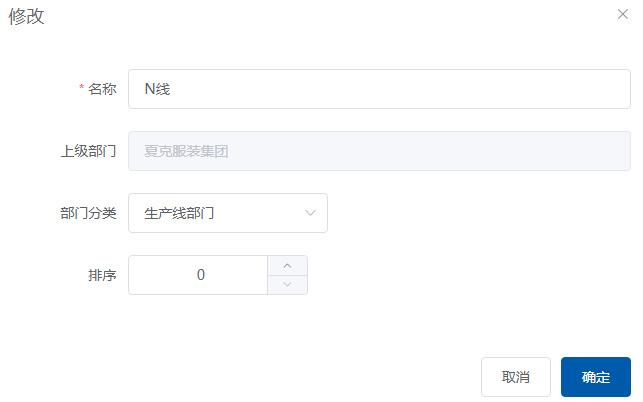 修改
* 名称 N线
上级部门 夏克服装集团
部门分类 生产线部门
排序 0
取消 确定